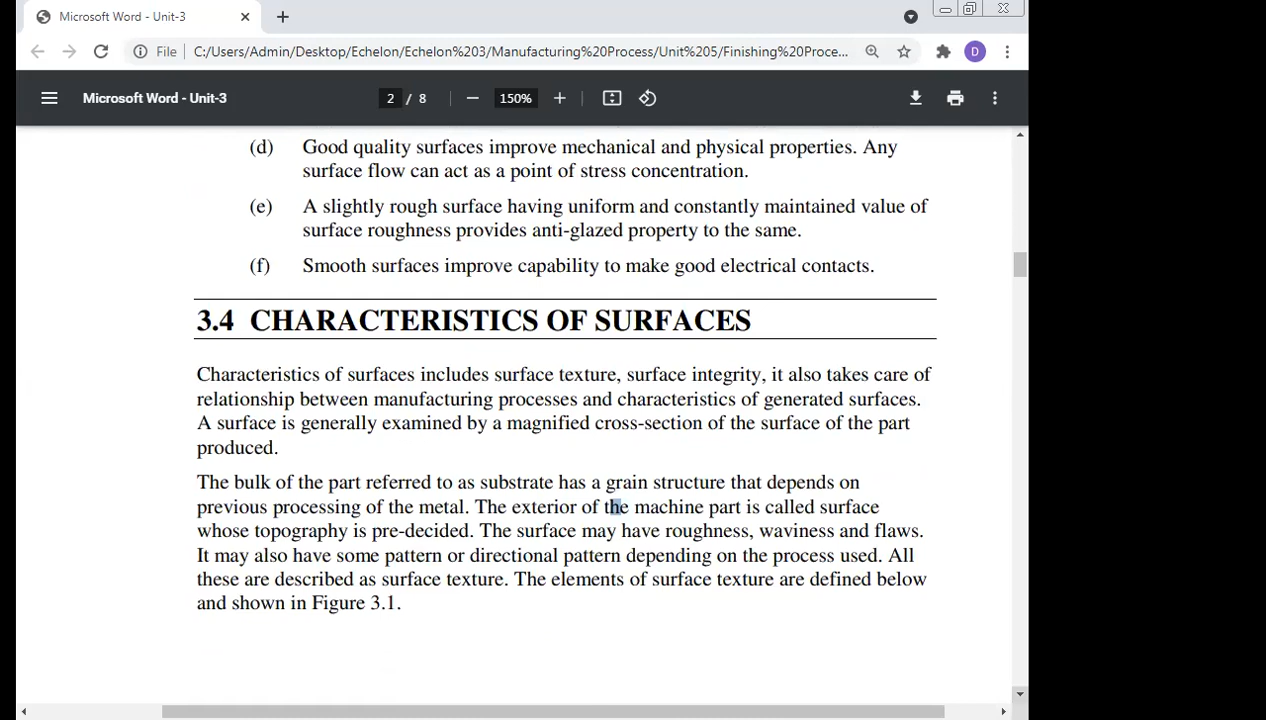 Microsoft Word - Unit-3
File
C:/Users/Admin/Desktop/Echelon/Echelon%203/Manufacturing%20Process/Unit%205/Finishing%20Proce...
D
Microsoft Word - Unit-3
2 / 8
150%
(d) Good quality surfaces improve mechanical and physical properties. Any
surface flow can act as a point of stress concentration.
(e) A slightly rough surface having uniform and constantly maintained value of
surface roughness provides anti-glazed property to the same.
(f) Smooth surfaces improve capability to make good electrical contacts.
3.4 CHARACTERISTICS OF SURFACES
Characteristics of surfaces includes surface texture, surface integrity, it also takes care of
relationship between manufacturing processes and characteristics of generated surfaces.
A surface is generally examined by a magnified cross-section of the surface of the part
produced.
The bulk of the part referred to as substrate has a grain structure that depends on
previous processing of the metal. The exterior of the machine part is called surface
whose topography is pre-decided. The surface may have roughness, waviness and flaws.
It may also have some pattern or directional pattern depending on the process used. All
these are described as surface texture. The elements of surface texture are defined below
and shown in Figure 3.1.